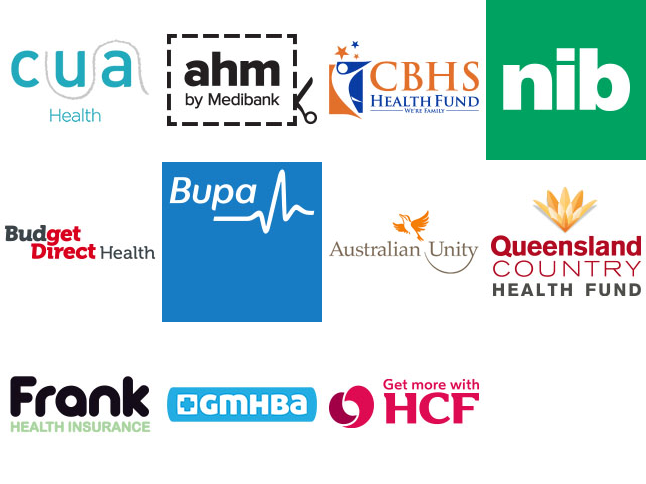 cua
Health
ahm
by Medibank
CBHS
HEALTH FUND
WE'RE FAMILY
nib
Budget
Direct Health
Bupa
Australian Unity
Queensland
COUNTRY
HEALTH FUND
Frank
HEALTH INSURANCE
GMHBa
Get more with
HCF